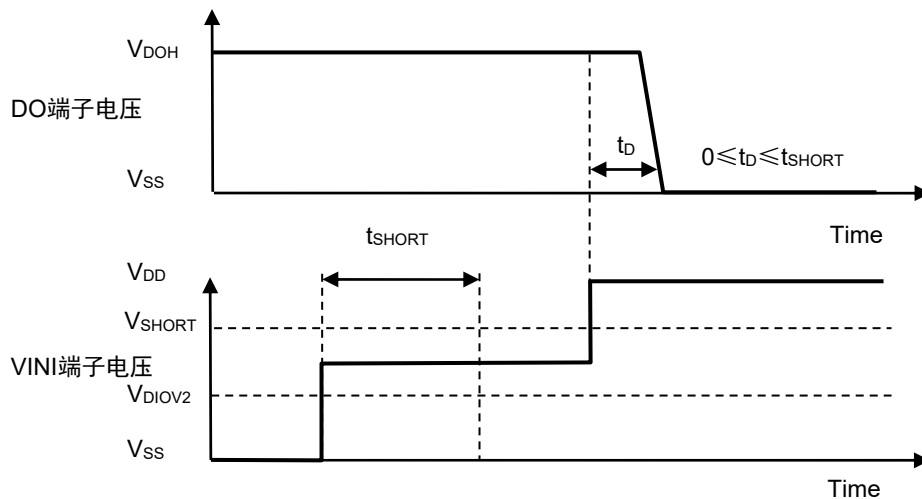 VDOH
DO端子电压
tD
0≤tD≤tSHORT
VSS
Time
tSHORT
VDD
VSHORT
VINI端子电压
VDIOV2
VSS
Time